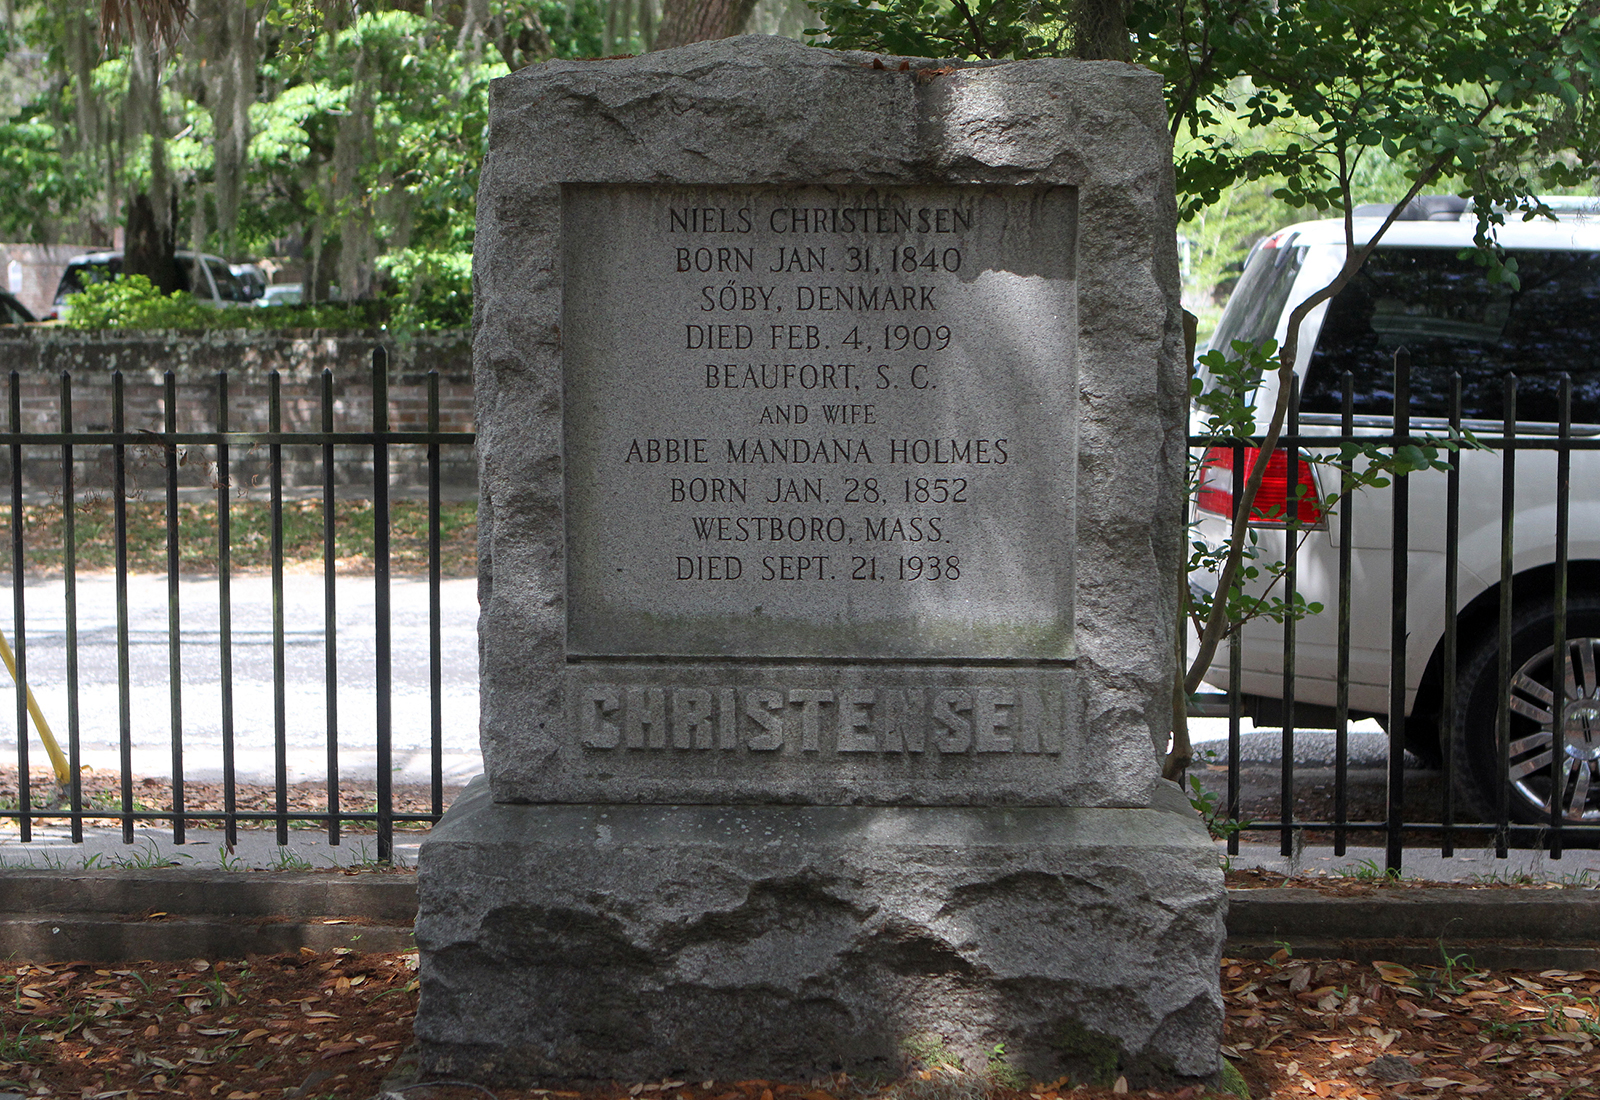 NIELS CHRISTENSEN
BORN JAN. 31, 1840
SŐBY, DENMARK
DIED FEB. 4, 1909
BEAUFORT, S. C.
AND WIFE
ABBIE MANDANA HOLMES
BORN JAN. 28, 1852
WESTBORO, MASS.
DIED SEPT. 21, 1938
CHRISTENSEN